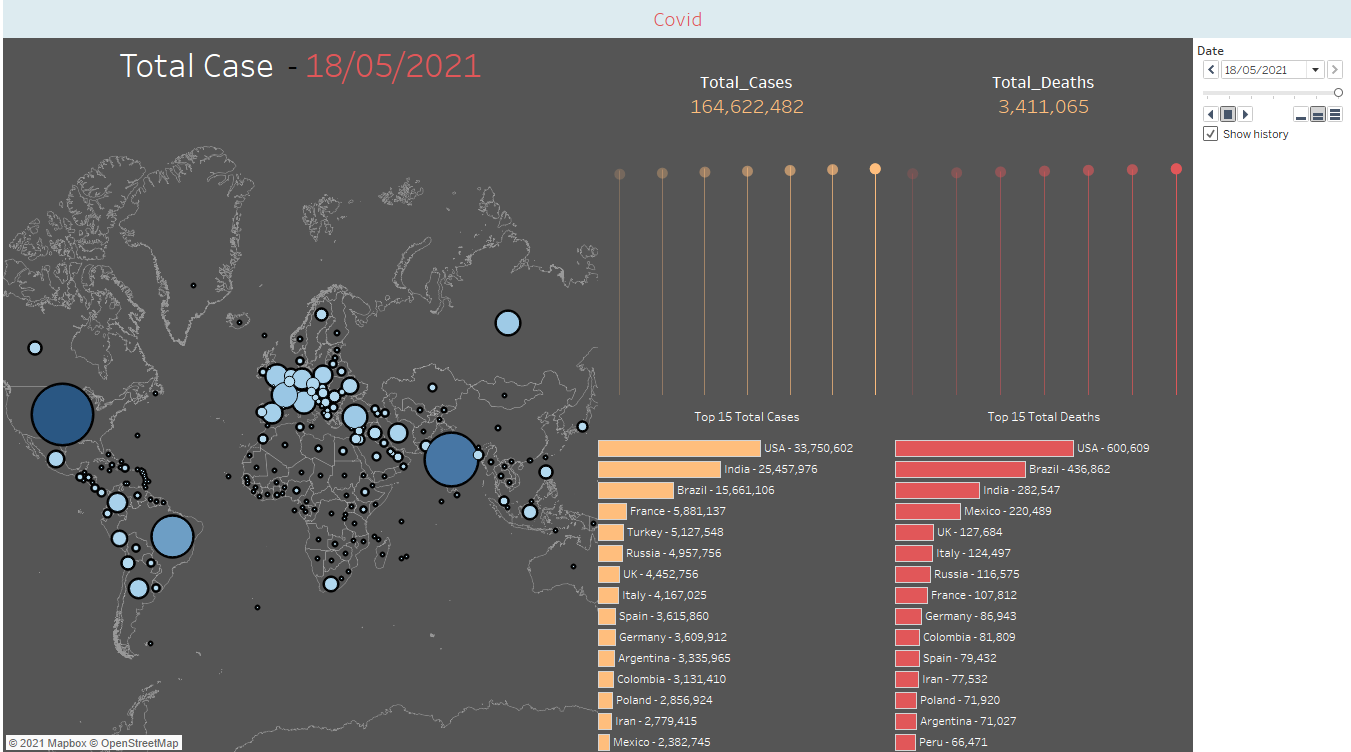 Covid
Total Case - 18/05/2021
Total_Cases
164,622,482
Total_Deaths
3,411,065
Date
18/05/2021
Show history
Top 15 Total Cases
USA - 33,750,602
India - 25,457,976
Brazil - 15,661,106
France - 5,881,137
Turkey - 5,127,548
Russia - 4,957,756
UK - 4,452,756
Italy - 4,167,025
Spain - 3,615,860
Germany - 3,609,912
Argentina - 3,335,965
Colombia - 3,131,410
Poland - 2,856,924
Iran - 2,779,415
Mexico - 2,382,745
Top 15 Total Deaths
USA - 600,609
Brazil - 436,862
India - 282,547
Mexico - 220,489
UK - 127,684
Italy - 124,497
Russia - 116,575
France - 107,812
Germany - 86,943
Colombia - 81,809
Spain - 79,432
Iran - 77,532
Poland - 71,920
Argentina - 71,027
Peru - 66,471
© 2021 Mapbox © OpenStreetMap